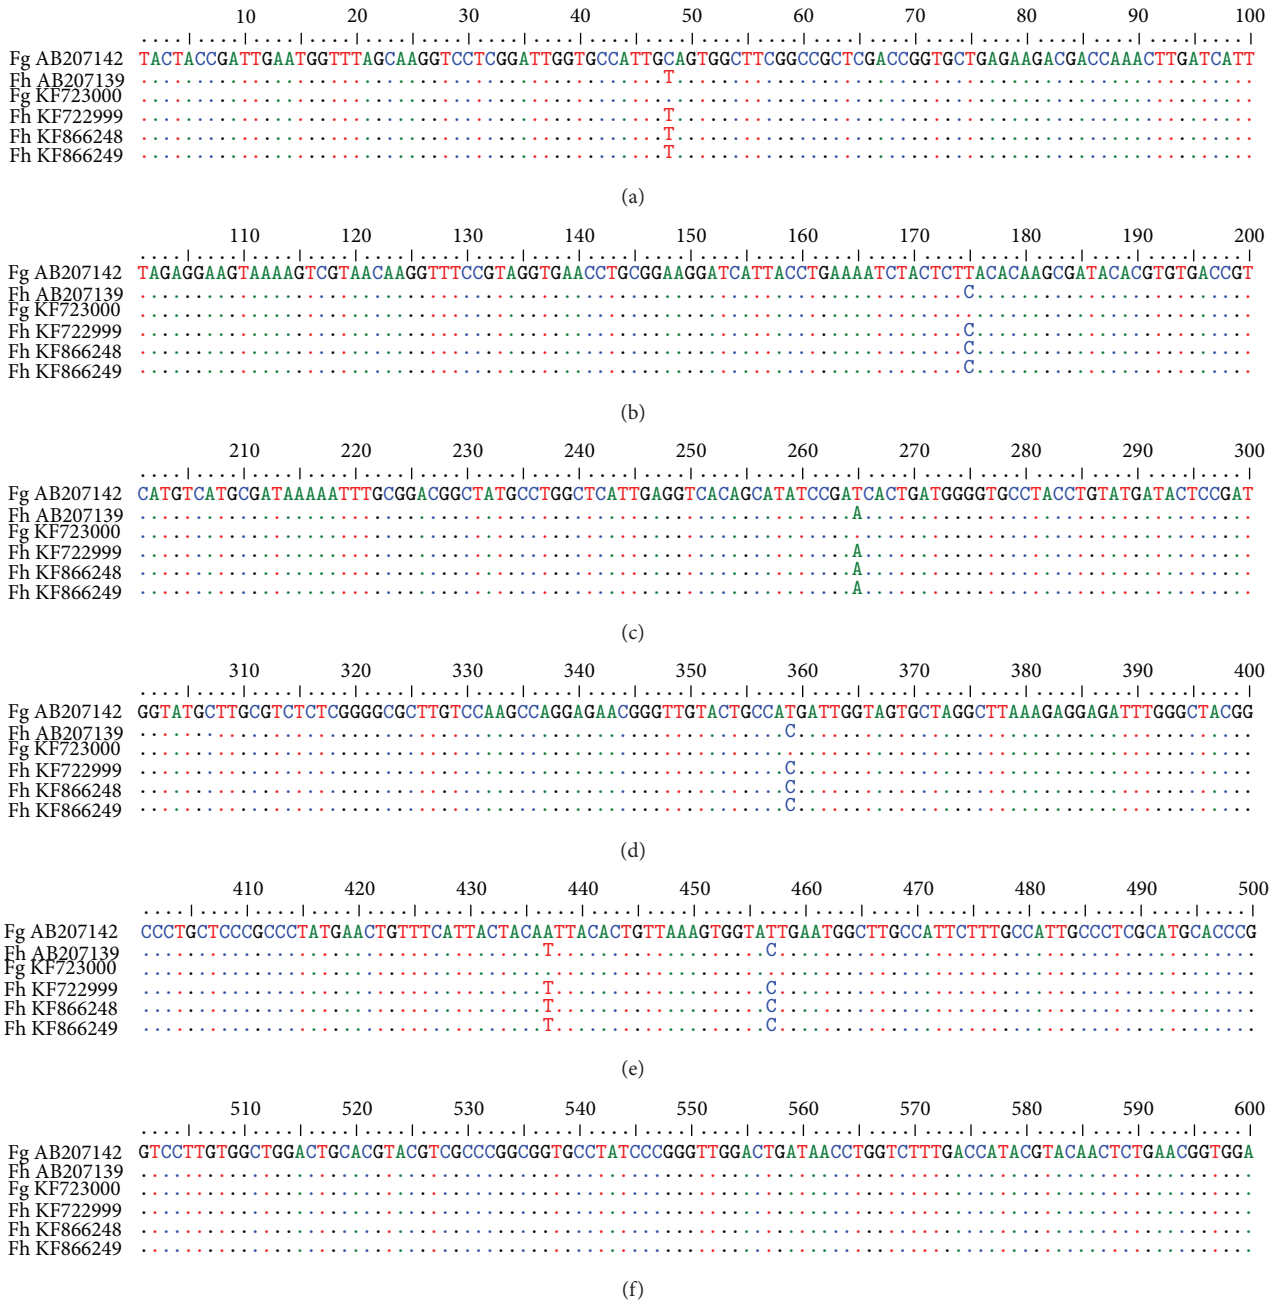 10 20 30 40 50 60 70 80 90 100
Fg AB207142 TACTACCGATTGAATGGTTTAGCAAGGTCCTCGGATTGGTGCCATTGCAGTGGCTTCGGCCGCTCGACCGGTGCTGAGAAGACGACCAAACTTGATCATT
Fh AB207139 T
Fg KF723000
Fh KF722999 T
Fh KF866248 T
Fh KF866249 T
(a)
110 120 130 140 150 160 170 180 190 200
Fg AB207142 TAGAGGAAGTAAAAGTCGTAACAAGGTTTCCGTAGGTGAACCTGCGGAAGGATCATTACCTGAAAATCTACTCTTACACAAGCGATACACGTGTGACCGT
Fh AB207139 C
Fg KF723000
Fh KF722999 C
Fh KF866248 C
Fh KF866249 C
(b)
210 220 230 240 250 260 270 280 290 300
Fg AB207142 CATGTCATGCGATAAAAATTTGCGGACGGCTATGCCTGGCTCATTGAGGTCACAGCATATCCGATCACTGATGGGGTGCCTACCTGTATGATACTCCGAT
Fh AB207139 A
Fg KF723000
Fh KF722999 A
Fh KF866248 A
Fh KF866249 A
(c)
310 320 330 340 350 360 370 380 390 400
Fg AB207142 GGTATGCTTGCGTCTCTCGGGGCGCTTGTCCAAGCCAGGAGAACGGGTTGTACTGCCATGATTGGTAGTGCTAGGCTTAAAGAGGAGATTTGGGCTACGG
Fh AB207139 C
Fg KF723000
Fh KF722999 C
Fh KF866248 C
Fh KF866249 C
(d)
410 420 430 440 450 460 470 480 490 500
Fg AB207142 CCCTGCTCCCGCCCTATGAACTGTTTCATTACTACAATTACACTGTTAAAGTGGTATTGAATGGCTTGCCATTCTTTGCCATTGCCCTCGCATGCACCCG
Fh AB207139 T C
Fg KF723000
Fh KF722999 T C
Fh KF866248 T C
Fh KF866249 T C
(e)
510 520 530 540 550 560 570 580 590 600
Fg AB207142 GTCCTTGTGGCTGGACTGCACGTACGTCGCCCGGCGGTGCCTATCCCGGGTTGGACTGATAACCTGGTCTTTGACCATACGTACAACTCTGAACGGTGGA
Fh AB207139
Fg KF723000
Fh KF722999
Fh KF866248
Fh KF866249
(f)